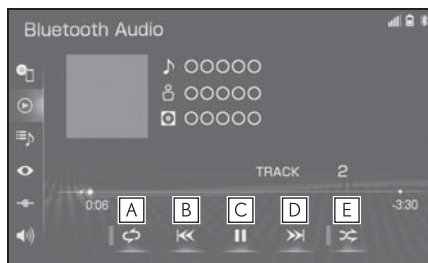 Bluetooth Audio
♪ OOOOO
OOOOO
OOOOO
TRACK 2
0:06 -3:30
A B C D E